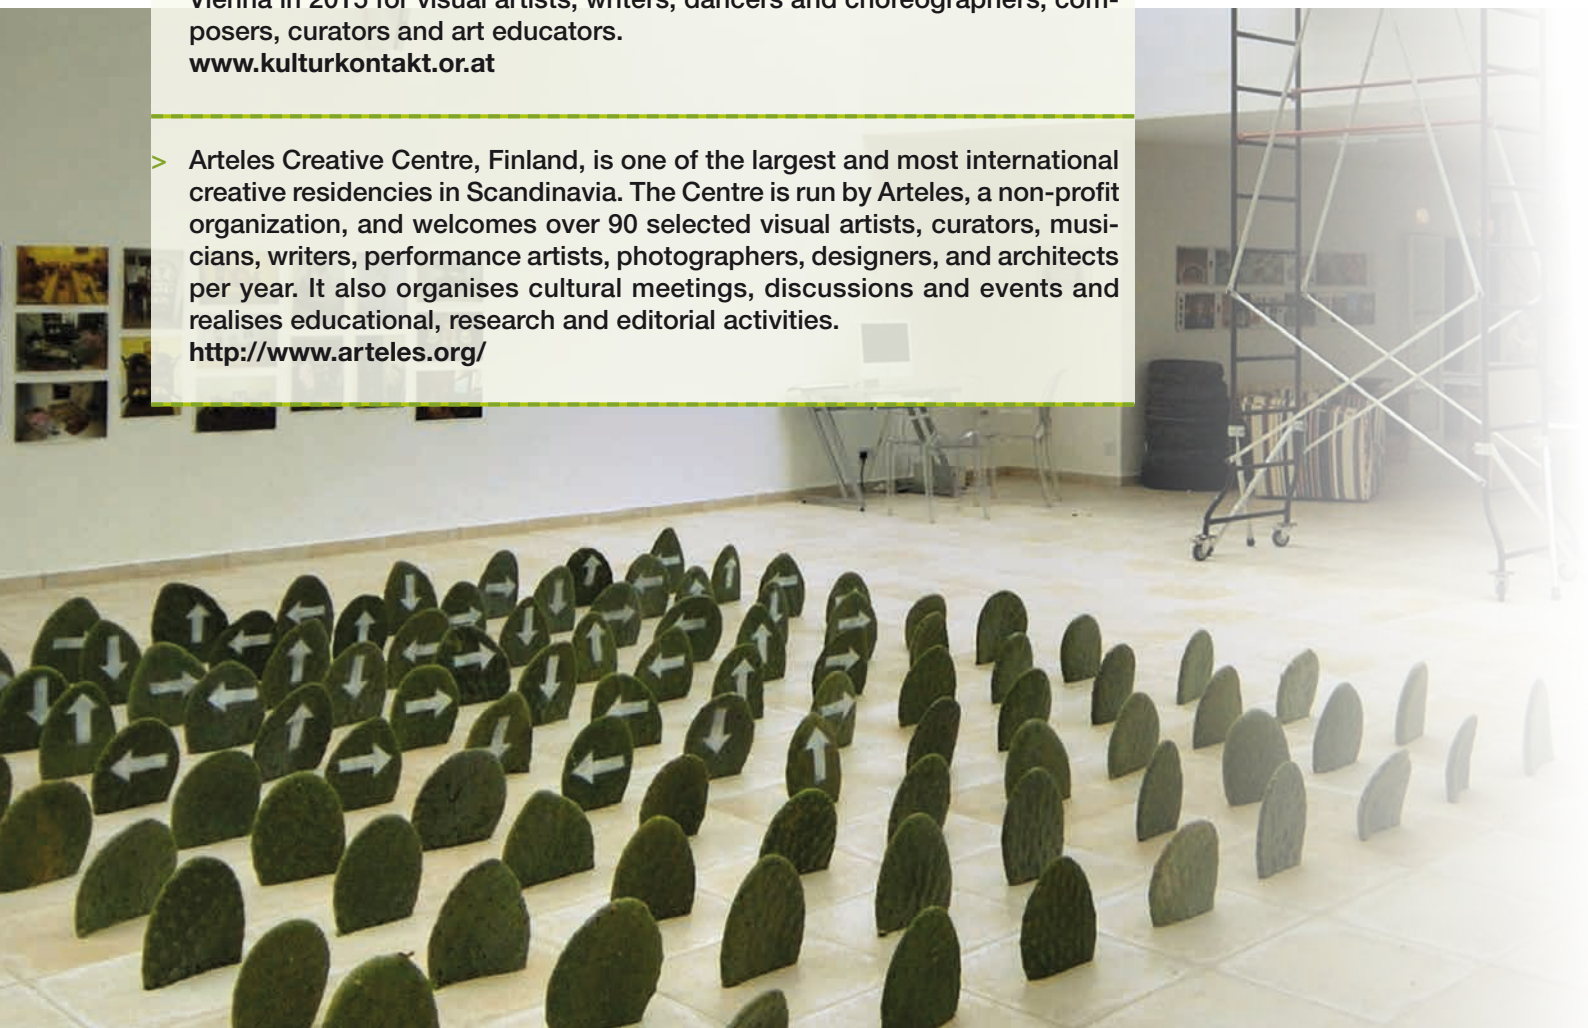 Vienna in 2015 for visual artists, writers, dancers and choreographers, com-
posers, curators and art educators.
www.kulturkontakt.or.at
> Arteles Creative Centre, Finland, is one of the largest and most international
creative residencies in Scandinavia. The Centre is run by Arteles, a non-profit
organization, and welcomes over 90 selected visual artists, curators, musi-
cians, writers, performance artists, photographers, designers, and architects
per year. It also organises cultural meetings, discussions and events and
realises educational, research and editorial activities.
http://www.arteles.org/